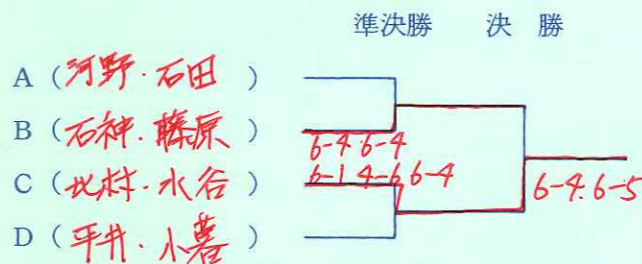 準決勝 決 勝
A (河野・石田 )
B (石神・藤原 )
6-4・6-4
C (北村・水谷 )
6-1 4-6 6-4
6-4・6-5
D (平井・小暮 )